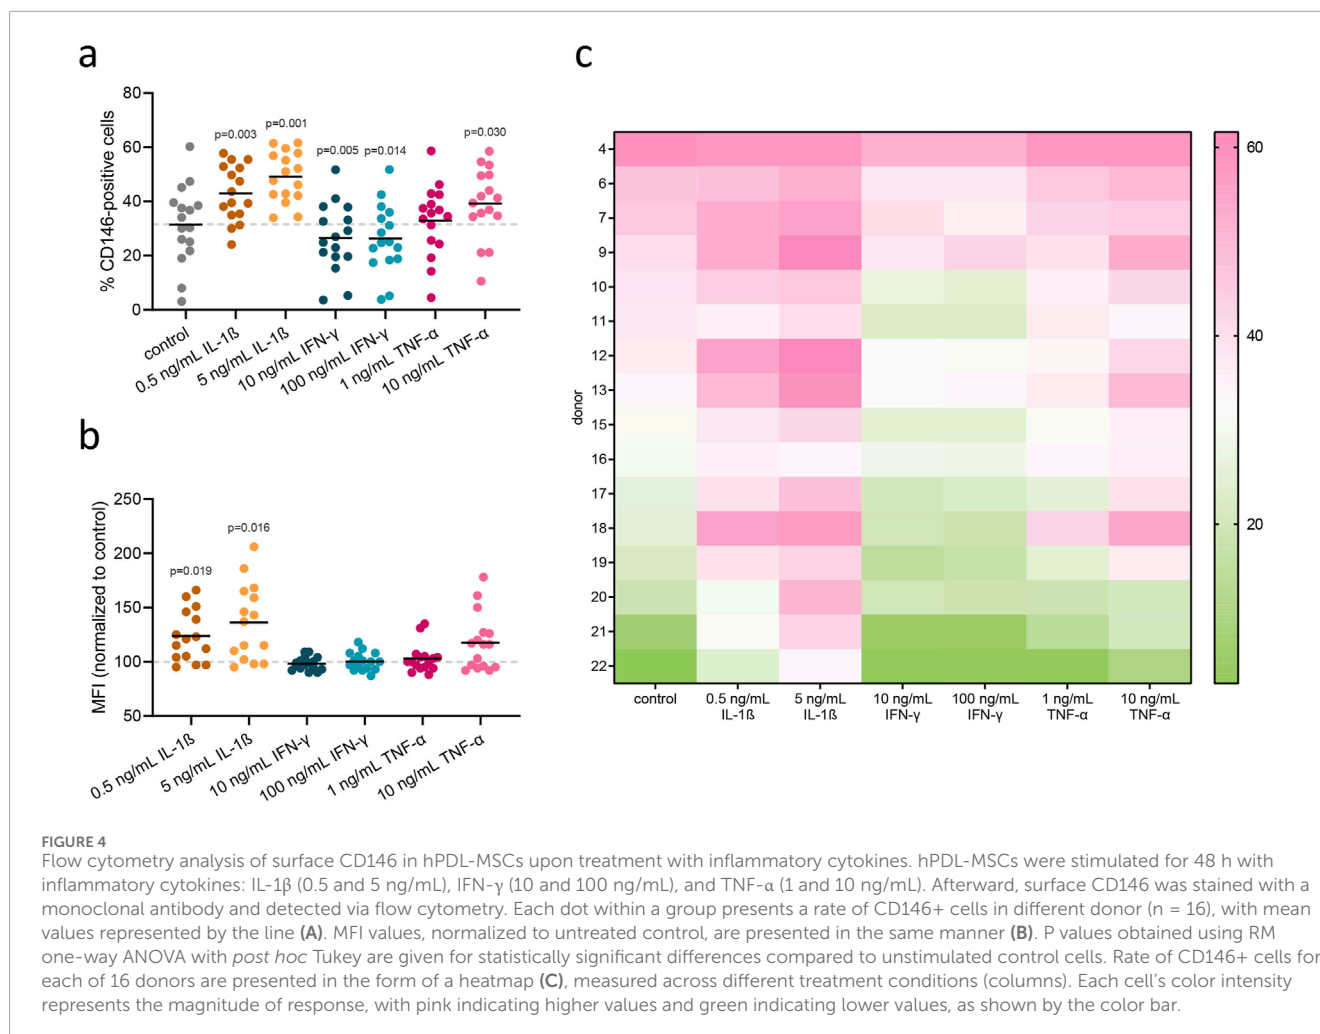 a
80
60
40
20
0
% CD146-positive cells
p=0.003
p=0.001
p=0.005
p=0.014
p=0.030
control
0.5 ng/mL IL-1ß
5 ng/mL IL-1ß
10 ng/mL IFN-γ
100 ng/mL IFN-γ
1 ng/mL TNF-α
10 ng/mL TNF-α
b
250
200
150
100
50
MFI (normalized to control)
p=0.019
p=0.016
0.5 ng/mL IL-1ß
5 ng/mL IL-1ß
10 ng/mL IFN-γ
100 ng/mL IFN-γ
1 ng/mL TNF-α
10 ng/mL TNF-α
c
donor
4
6
7
9
10
11
12
13
15
16
17
18
19
20
21
22
control
0.5 ng/mL
IL-1ß
5 ng/mL
IL-1ß
10 ng/mL
IFN-γ
100 ng/mL
IFN-γ
1 ng/mL
TNF-α
10 ng/mL
TNF-α
60
40
20
FIGURE 4
Flow cytometry analysis of surface CD146 in hPDL-MSCs upon treatment with inflammatory cytokines. hPDL-MSCs were stimulated for 48 h with
inflammatory cytokines: IL-1β (0.5 and 5 ng/mL), IFN-γ (10 and 100 ng/mL), and TNF-α (1 and 10 ng/mL). Afterward, surface CD146 was stained with a
monoclonal antibody and detected via flow cytometry. Each dot within a group presents a rate of CD146+ cells in different donor (n = 16), with mean
values represented by the line (A). MFI values, normalized to untreated control, are presented in the same manner (B). P values obtained using RM
one-way ANOVA with post hoc Tukey are given for statistically significant differences compared to unstimulated control cells. Rate of CD146+ cells for
each of 16 donors are presented in the form of a heatmap (C), measured across different treatment conditions (columns). Each cell's color intensity
represents the magnitude of response, with pink indicating higher values and green indicating lower values, as shown by the color bar.